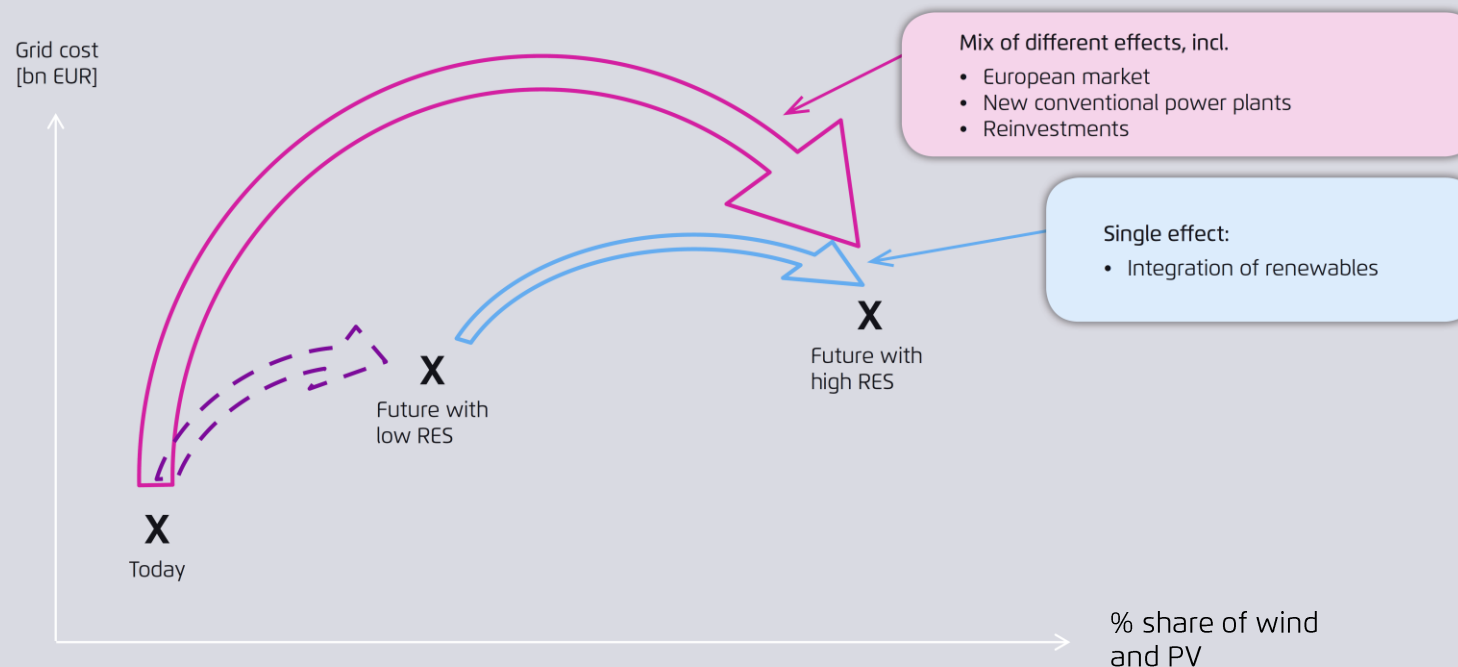 Grid cost
[bn EUR]
Mix of different effects, incl.
• European market
• New conventional power plants
• Reinvestments
Single effect:
• Integration of renewables
X
Future with
high RES
X
Future with
low RES
X
Today
% share of wind
and PV